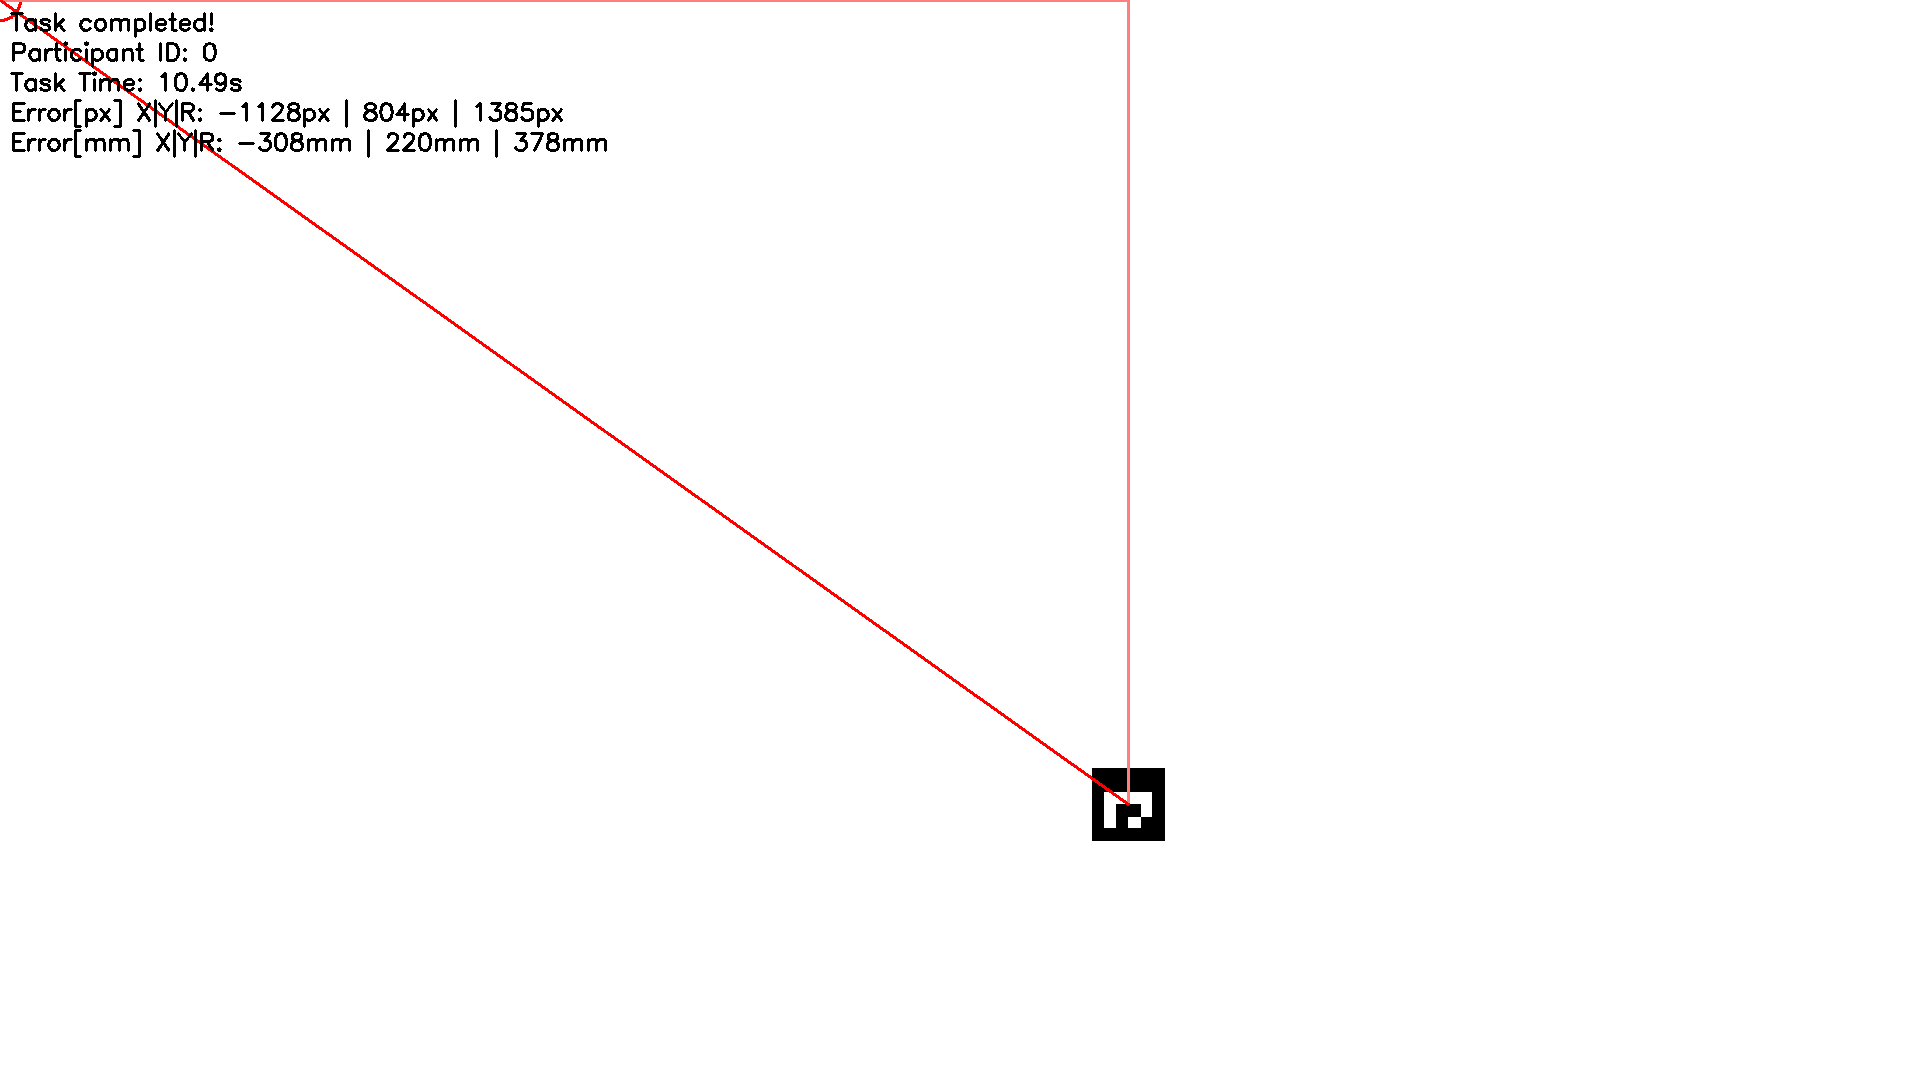 Task completed!
Participant ID: 0
Task Time: 10.49s
Error[px] X|Y|R: -1128px | 804px | 1385px
Error[mm] X|Y|R: -308mm | 220mm | 378mm